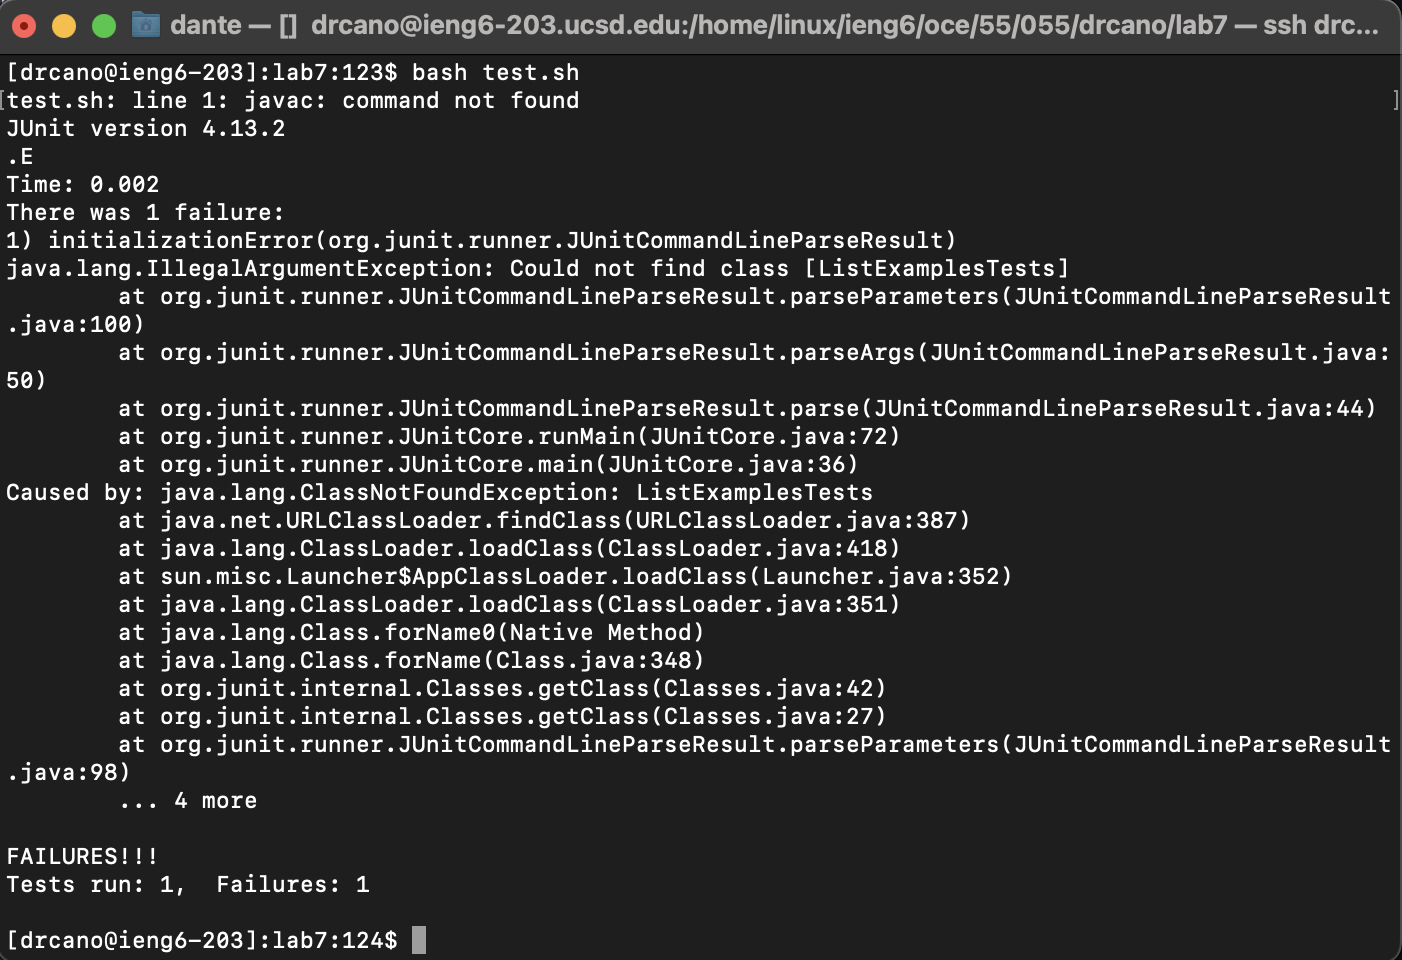 dante — [] drcano@ieng6-203.ucsd.edu:/home/linux/ieng6/oce/55/055/drcano/lab7 — ssh drc...
[drcano@ieng6-203]:lab7:123$ bash test.sh
[test.sh: line 1: javac: command not found ]
JUnit version 4.13.2
.E
Time: 0.002
There was 1 failure:
1) initializationError(org.junit.runner.JUnitCommandLineParseResult)
java.lang.IllegalArgumentException: Could not find class [ListExamplesTests]
        at org.junit.runner.JUnitCommandLineParseResult.parseParameters(JUnitCommandLineParseResult
.java:100)
        at org.junit.runner.JUnitCommandLineParseResult.parseArgs(JUnitCommandLineParseResult.java:
50)
        at org.junit.runner.JUnitCommandLineParseResult.parse(JUnitCommandLineParseResult.java:44)
        at org.junit.runner.JUnitCore.runMain(JUnitCore.java:72)
        at org.junit.runner.JUnitCore.main(JUnitCore.java:36)
Caused by: java.lang.ClassNotFoundException: ListExamplesTests
        at java.net.URLClassLoader.findClass(URLClassLoader.java:387)
        at java.lang.ClassLoader.loadClass(ClassLoader.java:418)
        at sun.misc.Launcher$AppClassLoader.loadClass(Launcher.java:352)
        at java.lang.ClassLoader.loadClass(ClassLoader.java:351)
        at java.lang.Class.forName0(Native Method)
        at java.lang.Class.forName(Class.java:348)
        at org.junit.internal.Classes.getClass(Classes.java:42)
        at org.junit.internal.Classes.getClass(Classes.java:27)
        at org.junit.runner.JUnitCommandLineParseResult.parseParameters(JUnitCommandLineParseResult
.java:98)
        ... 4 more
FAILURES!!!
Tests run: 1,  Failures: 1
[drcano@ieng6-203]:lab7:124$